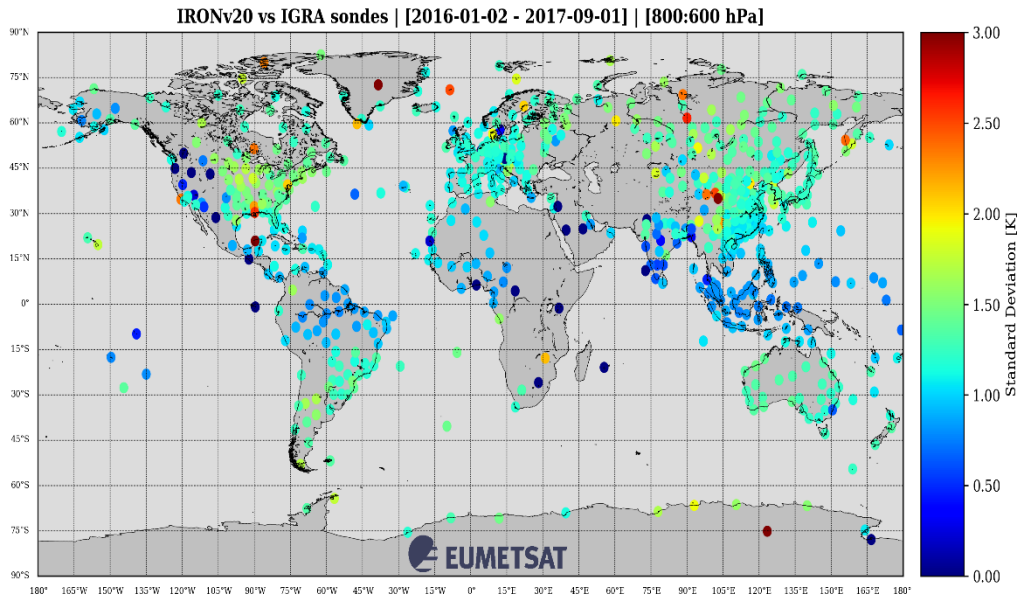 IRONv20 vs IGRA sondes | [2016-01-02 - 2017-09-01] | [800:600 hPa]
90°N
75°N
60°N
45°N
30°N
15°N
0°
15°S
30°S
45°S
60°S
75°S
90°S
180°W 165°W 150°W 135°W 120°W 105°W 90°W 75°W 60°W 45°W 30°W 15°W 0° 15°E 30°E 45°E 60°E 75°E 90°E 105°E 120°E 135°E 150°E 165°E 180°
EUMETSAT
3.00
2.50
2.00
1.50
1.00
0.50
0.00
Standard Deviation [K]